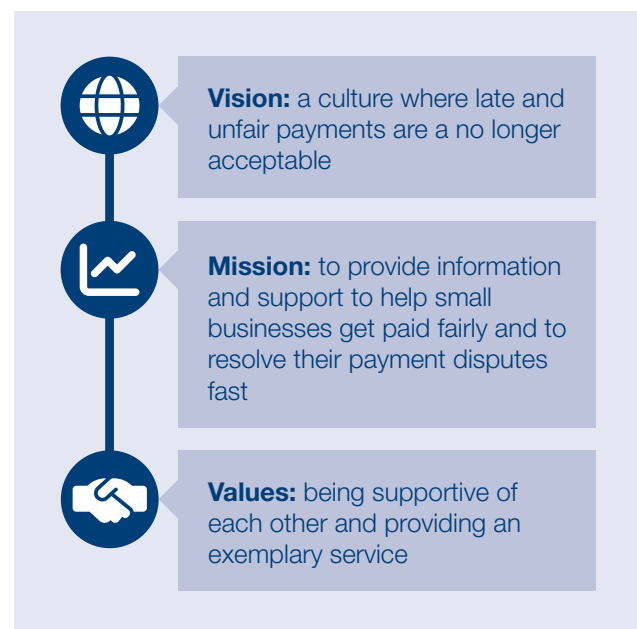 Vision: a culture where late and
unfair payments are a no longer
acceptable
Mission: to provide information
and support to help small
businesses get paid fairly and to
resolve their payment disputes
fast
Values: being supportive of
each other and providing an
exemplary service